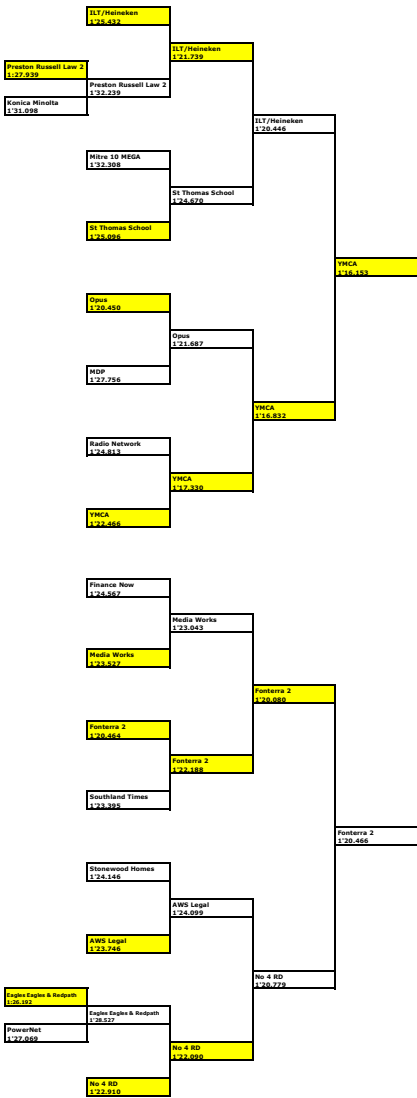 ILT/Heineken
1'25.432
ILT/Heineken
1'21.739
Preston Russell Law 2
1:27.939
Preston Russell Law 2
1'32.239
Konica Minolta
1'31.098
ILT/Heineken
1'20.446
Mitre 10 MEGA
1'32.308
St Thomas School
1'24.670
St Thomas School
1'25.096
YMCA
1'16.153
Opus
1'20.450
Opus
1'21.687
MDP
1'27.756
YMCA
1'16.832
Radio Network
1'24.813
YMCA
1'17.330
YMCA
1'22.466
Finance Now
1'24.567
Media Works
1'23.043
Media Works
1'23.527
Fonterra 2
1'20.080
Fonterra 2
1'20.464
Fonterra 2
1'22.188
Southland Times
1'23.395
Fonterra 2
1'20.466
Stonewood Homes
1'24.146
AWS Legal
1'24.099
AWS Legal
1'23.746
No 4 RD
1'20.779
Eagles Eagles & Redpath
1:26.192
Eagles Eagles & Redpath
1'28.527
PowerNet
1'27.069
No 4 RD
1'22.090
No 4 RD
1'22.910